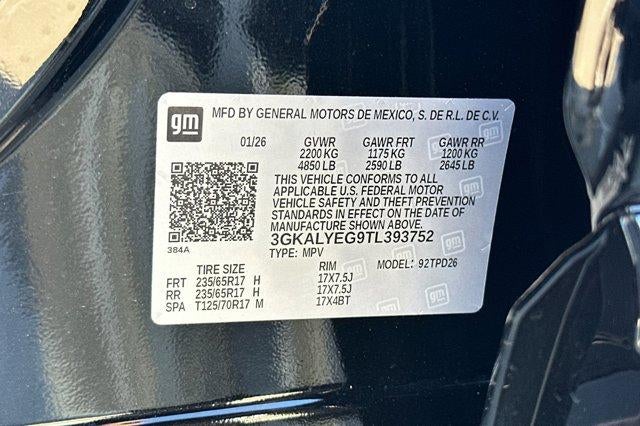 gm
MFD BY GENERAL MOTORS DE MEXICO, S. DE R.L. DE C.V.
01/26 GVWR GAWR FRT GAWR RR
2200 KG 1175 KG 1200 KG
4850 LB 2590 LB 2645 LB
THIS VEHICLE CONFORMS TO ALL
APPLICABLE U.S. FEDERAL MOTOR
VEHICLE SAFETY AND THEFT PREVENTION
STANDARDS IN EFFECT ON THE DATE OF
MANUFACTURE SHOWN ABOVE.
384A
3GKALYEG9TL393752
TYPE: MPV MODEL: 92TPD26
TIRE SIZE RIM
FRT 235/65R17 H 17X7.5J
RR 235/65R17 H 17X7.5J
SPA T125/70R17 M 17X4BT